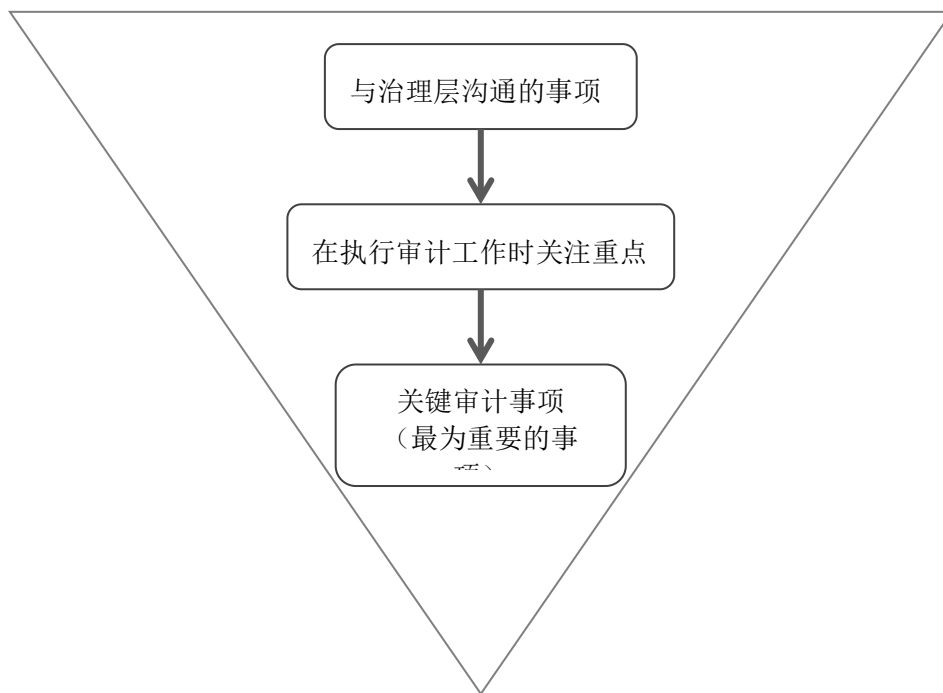 与治理层沟通的事项
在执行审计工作时关注重点
关键审计事项
（最为重要的事